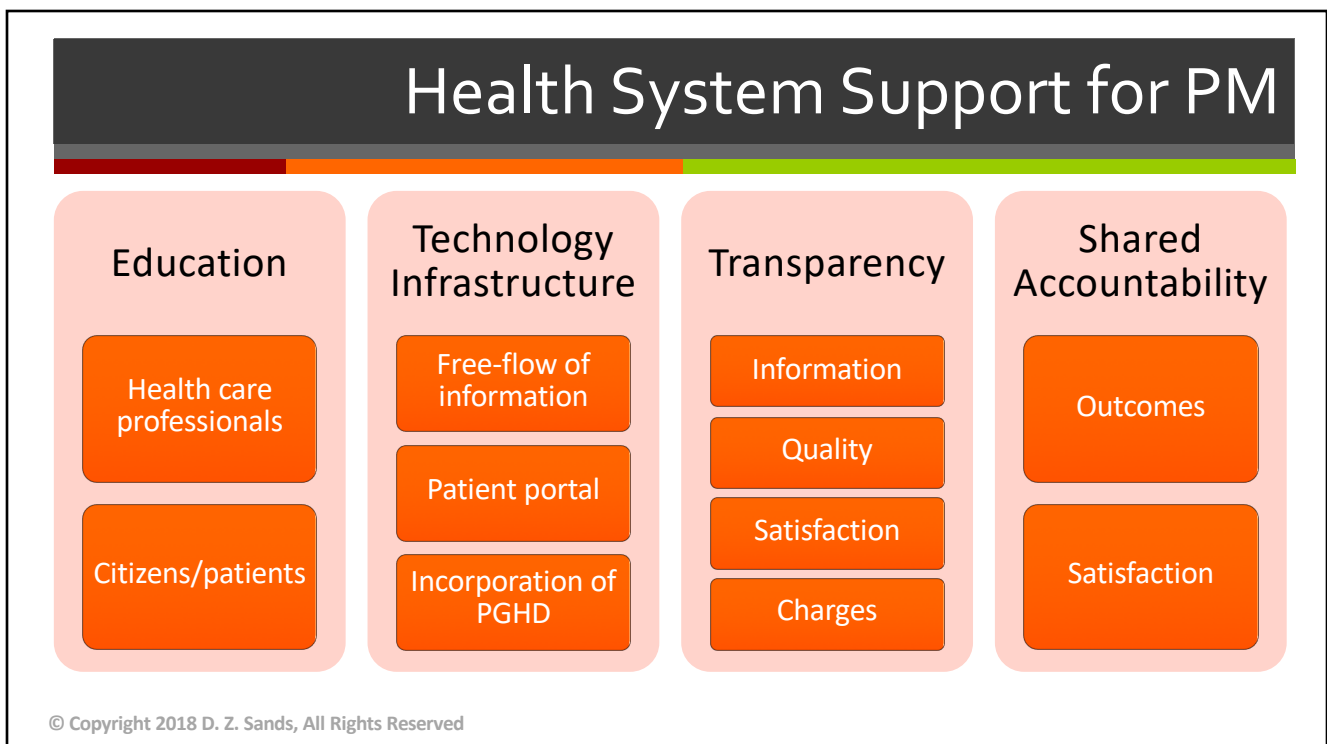 Health System Support for PM
Education
Health care
professionals
Citizens/patients
Technology
Infrastructure
Free-flow of
information
Patient portal
Incorporation of
PGHD
Transparency
Information
Quality
Satisfaction
Charges
Shared
Accountability
Outcomes
Satisfaction
© Copyright 2018 D. Z. Sands, All Rights Reserved